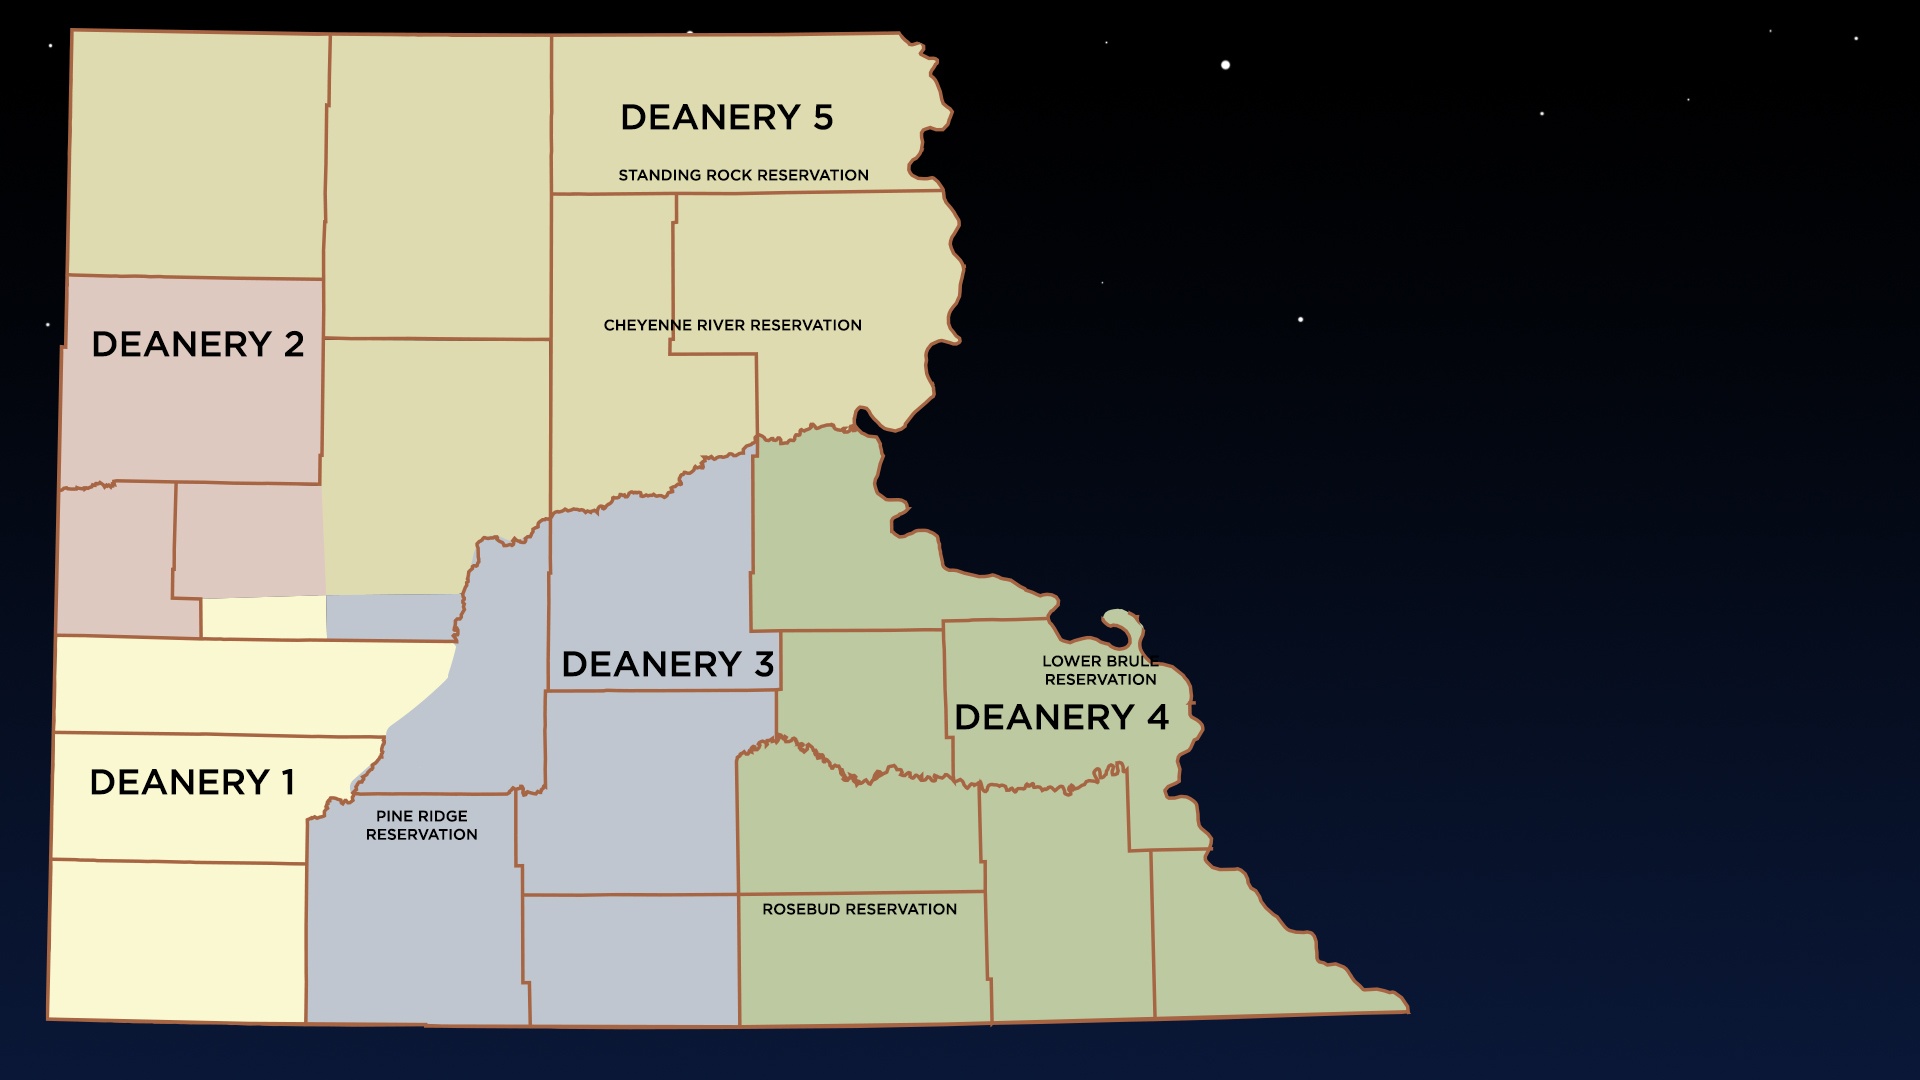 DEANERY 5
STANDING ROCK RESERVATION
CHEYENNE RIVER RESERVATION
DEANERY 2
DEANERY 3
LOWER BRULE
RESERVATION
DEANERY 4
DEANERY 1
PINE RIDGE
RESERVATION
ROSEBUD RESERVATION